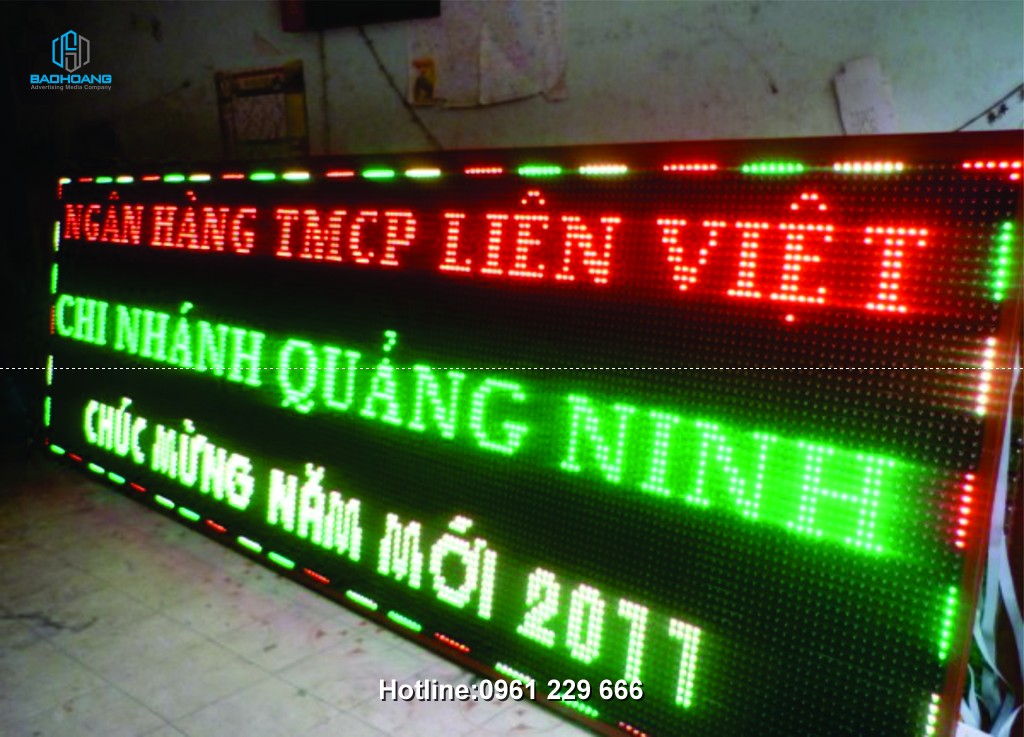 BAOHOANG
Advertising Media Company
NGÂN HÀNG TMCP LIÊN VIỆT
CHI NHÁNH QUẢNG NINH
CHÚC MỪNG NĂM MỚI 2011
Hotline:0961 229 666